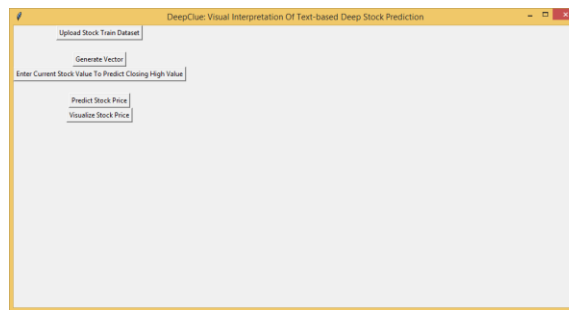 DeepClue: Visual Interpretation Of Text-based Deep Stock Prediction
Upload Stock Train Dataset
Generate Vector
Enter Current Stock Value To Predict Closing High Value
Predict Stock Price
Visualize Stock Price